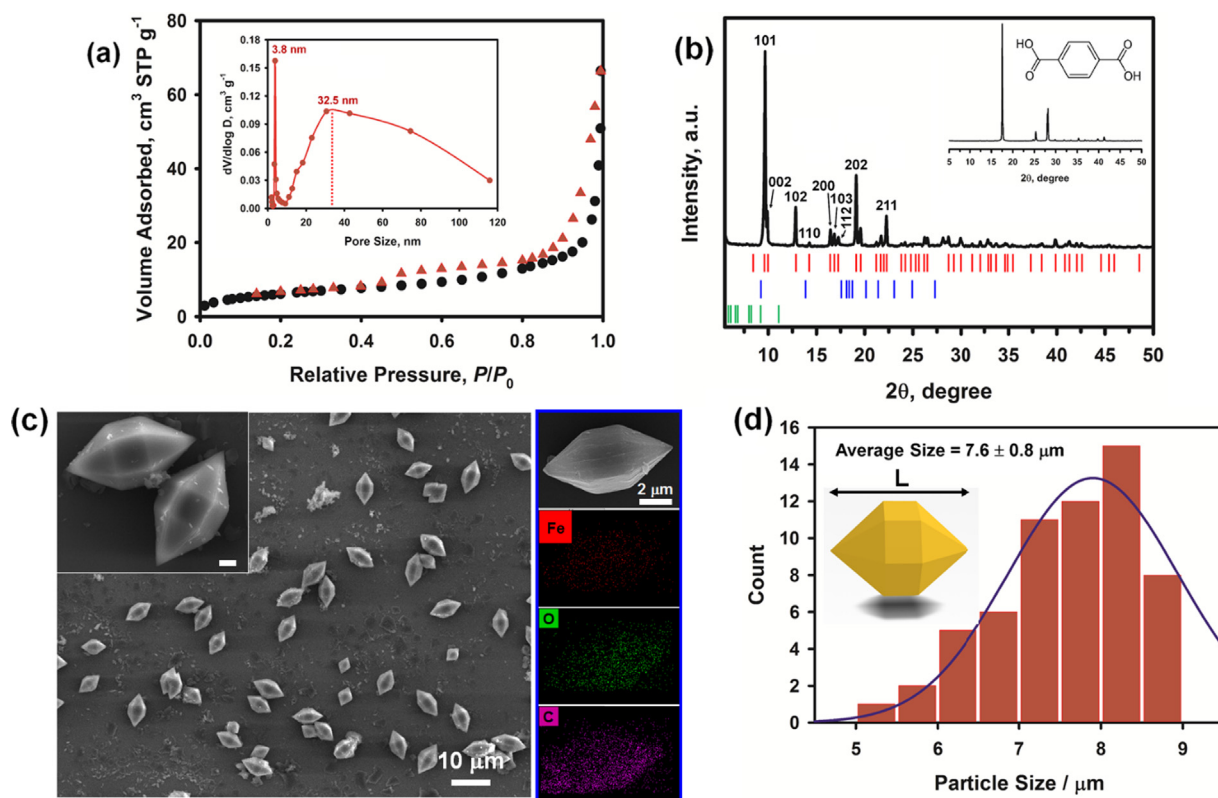 (a)
80
60
40
20
0
Volume Adsorbed, cm³ STP g⁻¹
0.0 0.2 0.4 0.6 0.8 1.0
Relative Pressure, P/P₀
0.18
0.15
0.12
0.09
0.06
0.03
0.00
dV/dlog D, cm³ g⁻¹
3.8 nm
32.5 nm
0 20 40 60 80 100 120
Pore Size, nm
(b)
Intensity, a.u.
101
002
102
110
200
103
112
202
211
10 15 20 25 30 35 40 45 50
2θ, degree
HO
O
O
OH
5 10 15 20 25 30 35 40 45 50
2θ, degree
(c)
10 μm
2 μm
Fe
O
C
(d)
16
14
12
10
8
6
4
2
0
Count
Average Size = 7.6 ± 0.8 μm
L
5 6 7 8 9
Particle Size / μm